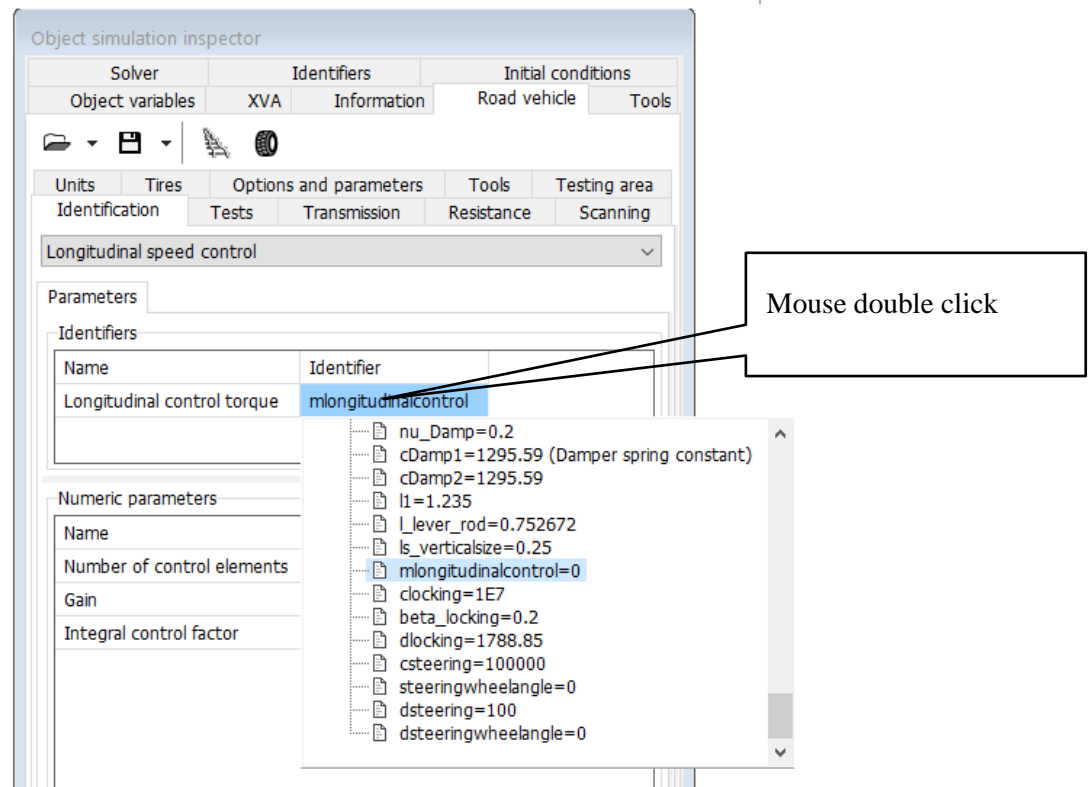 Object simulation inspector
Solver Identifiers Initial conditions
Object variables XVA Information Road vehicle Tools
Units Tires Options and parameters Tools Testing area
Identification Tests Transmission Resistance Scanning
Longitudinal speed control
Parameters
Identifiers
Name Identifier
Longitudinal control torque mlongitudinalcontrol
Mouse double click
nu_Damp=0.2
cDamp1=1295.59 (Damper spring constant)
cDamp2=1295.59
l1=1.235
l_lever_rod=0.752672
ls_verticalsize=0.25
mlongitudinalcontrol=0
clocking=1E7
beta_locking=0.2
dlocking=1788.85
csteering=100000
steeringwheelangle=0
dsteering=100
dsteeringwheelangle=0
Numeric parameters
Name
Number of control elements
Gain
Integral control factor